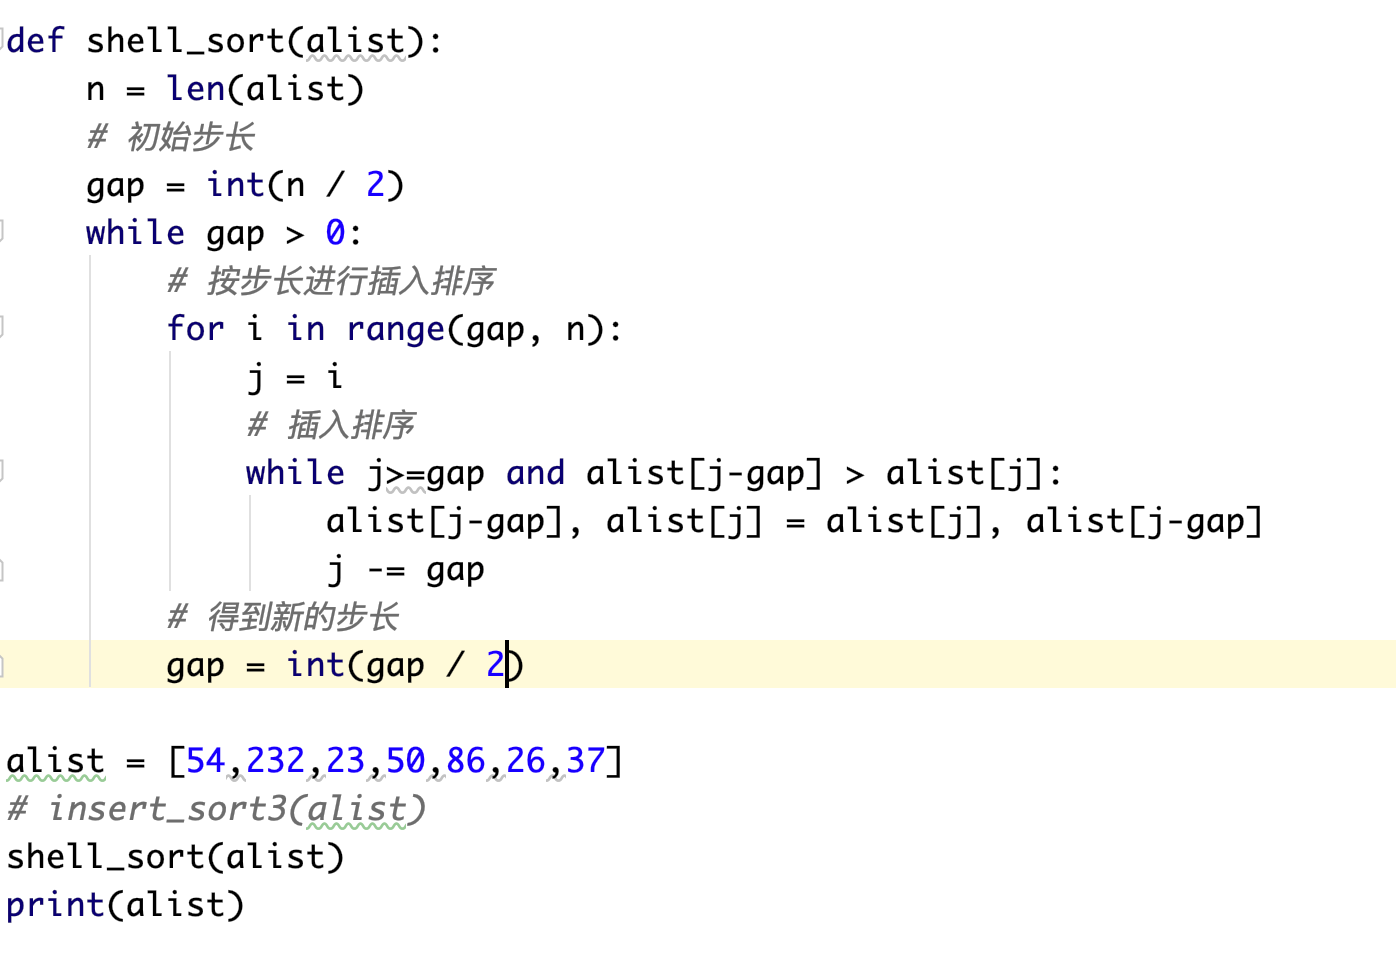 def shell_sort(alist):
    n = len(alist)
    # 初始步长
    gap = int(n / 2)
    while gap > 0:
        # 按步长进行插入排序
        for i in range(gap, n):
            j = i
            # 插入排序
            while j>=gap and alist[j-gap] > alist[j]:
                alist[j-gap], alist[j] = alist[j], alist[j-gap]
                j -= gap
        # 得到新的步长
        gap = int(gap / 2)
alist = [54,232,23,50,86,26,37]
# insert_sort3(alist)
shell_sort(alist)
print(alist)